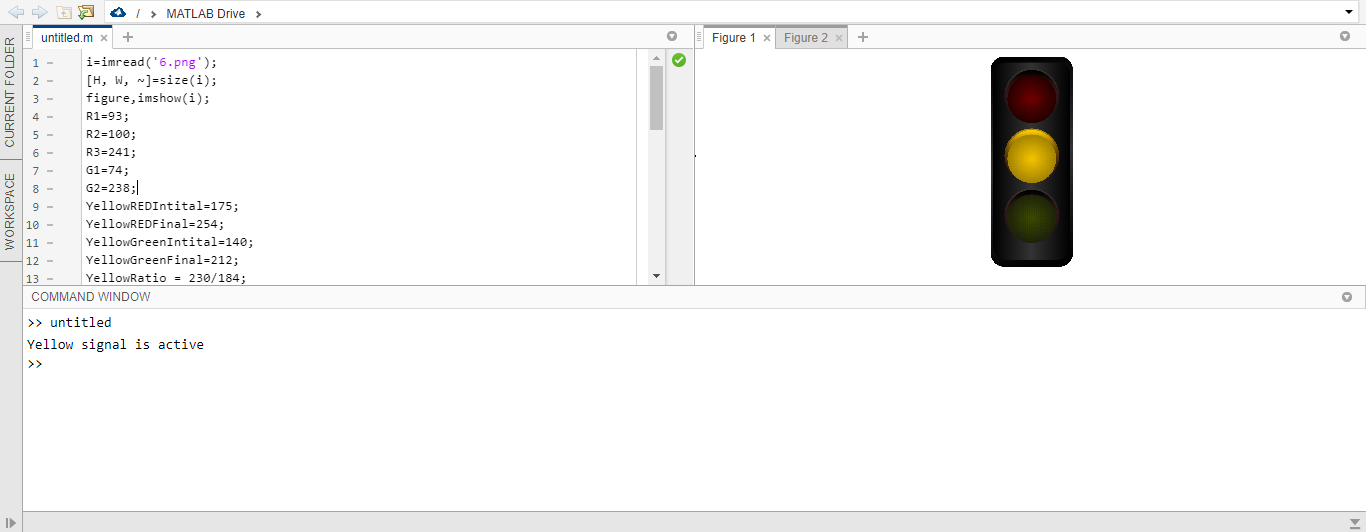 / > MATLAB Drive >
untitled.m × +
CURRENT FOLDER
WORKSPACE
1 – i=imread('6.png');
2 – [H, W, ~]=size(i);
3 – figure,imshow(i);
4 – R1=93;
5 – R2=100;
6 – R3=241;
7 – G1=74;
8 – G2=238;
9 – YellowREDIntital=175;
10 – YellowREDFinal=254;
11 – YellowGreenIntital=140;
12 – YellowGreenFinal=212;
13 – YellowRatio = 230/184;
Figure 1 × Figure 2 × +
COMMAND WINDOW
>> untitled
Yellow signal is active
>>